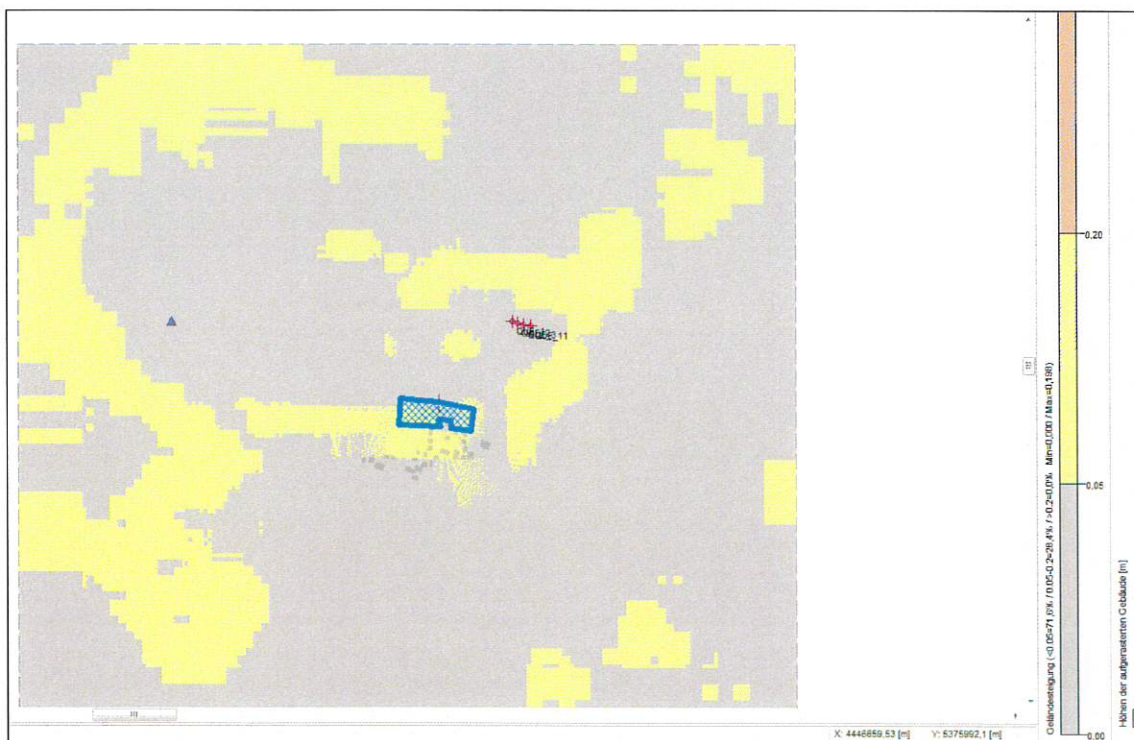 0,20
0,05
0,00
Geländesteigung (<0.05=71,6% / 0.05-0.2=28,4% / >0.2=0,0% Min=0,000 / Max=0,198)
Höhen der aufgerasterten Gebäude [m]
X: 4446659,53 [m] Y: 5375992,1 [m]